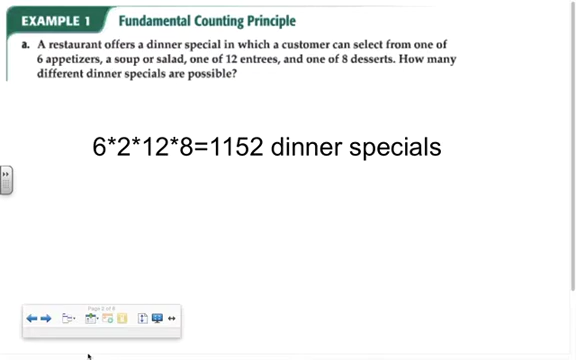 EXAMPLE 1 Fundamental Counting Principle
a. A restaurant offers a dinner special in which a customer can select from one of
6 appetizers, a soup or salad, one of 12 entrees, and one of 8 desserts. How many
different dinner specials are possible?
6*2*12*8=1152 dinner specials